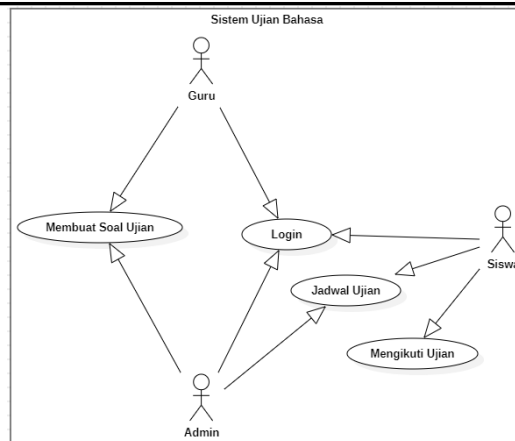 Sistem Ujian Bahasa
Guru
Membuat Soal Ujian
Login
Siswa
Jadwal Ujian
Mengikuti Ujian
Admin